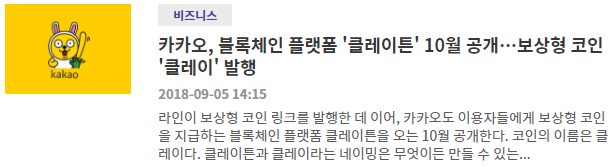 kakao
비즈니스
카카오, 블록체인 플랫폼 '클레이튼' 10월 공개…보상형 코인
'클레이' 발행
2018-09-05 14:15
라인이 보상형 코인 링크를 발행한 데 이어, 카카오도 이용자들에게 보상형 코인
을 지급하는 블록체인 플랫폼 클레이튼을 오는 10월 공개한다. 코인의 이름은 클
레이다. 클레이튼과 클레이라는 네이밍은 무엇이든 만들 수 있는...